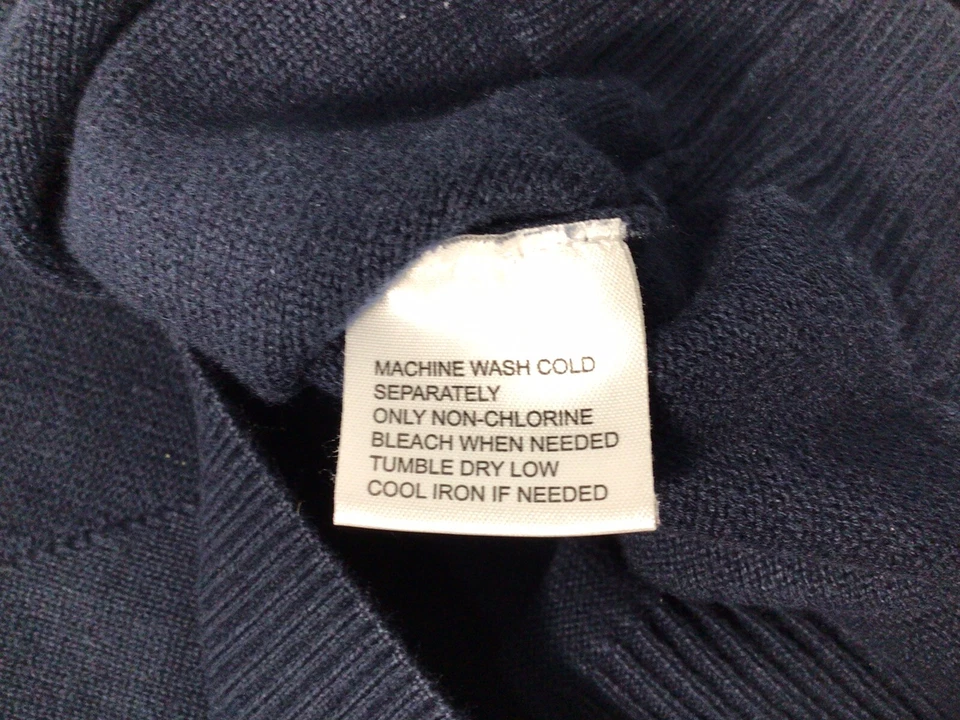 MACHINE WASH COLD
SEPARATELY
ONLY NON-CHLORINE
BLEACH WHEN NEEDED
TUMBLE DRY LOW
COOL IRON IF NEEDED